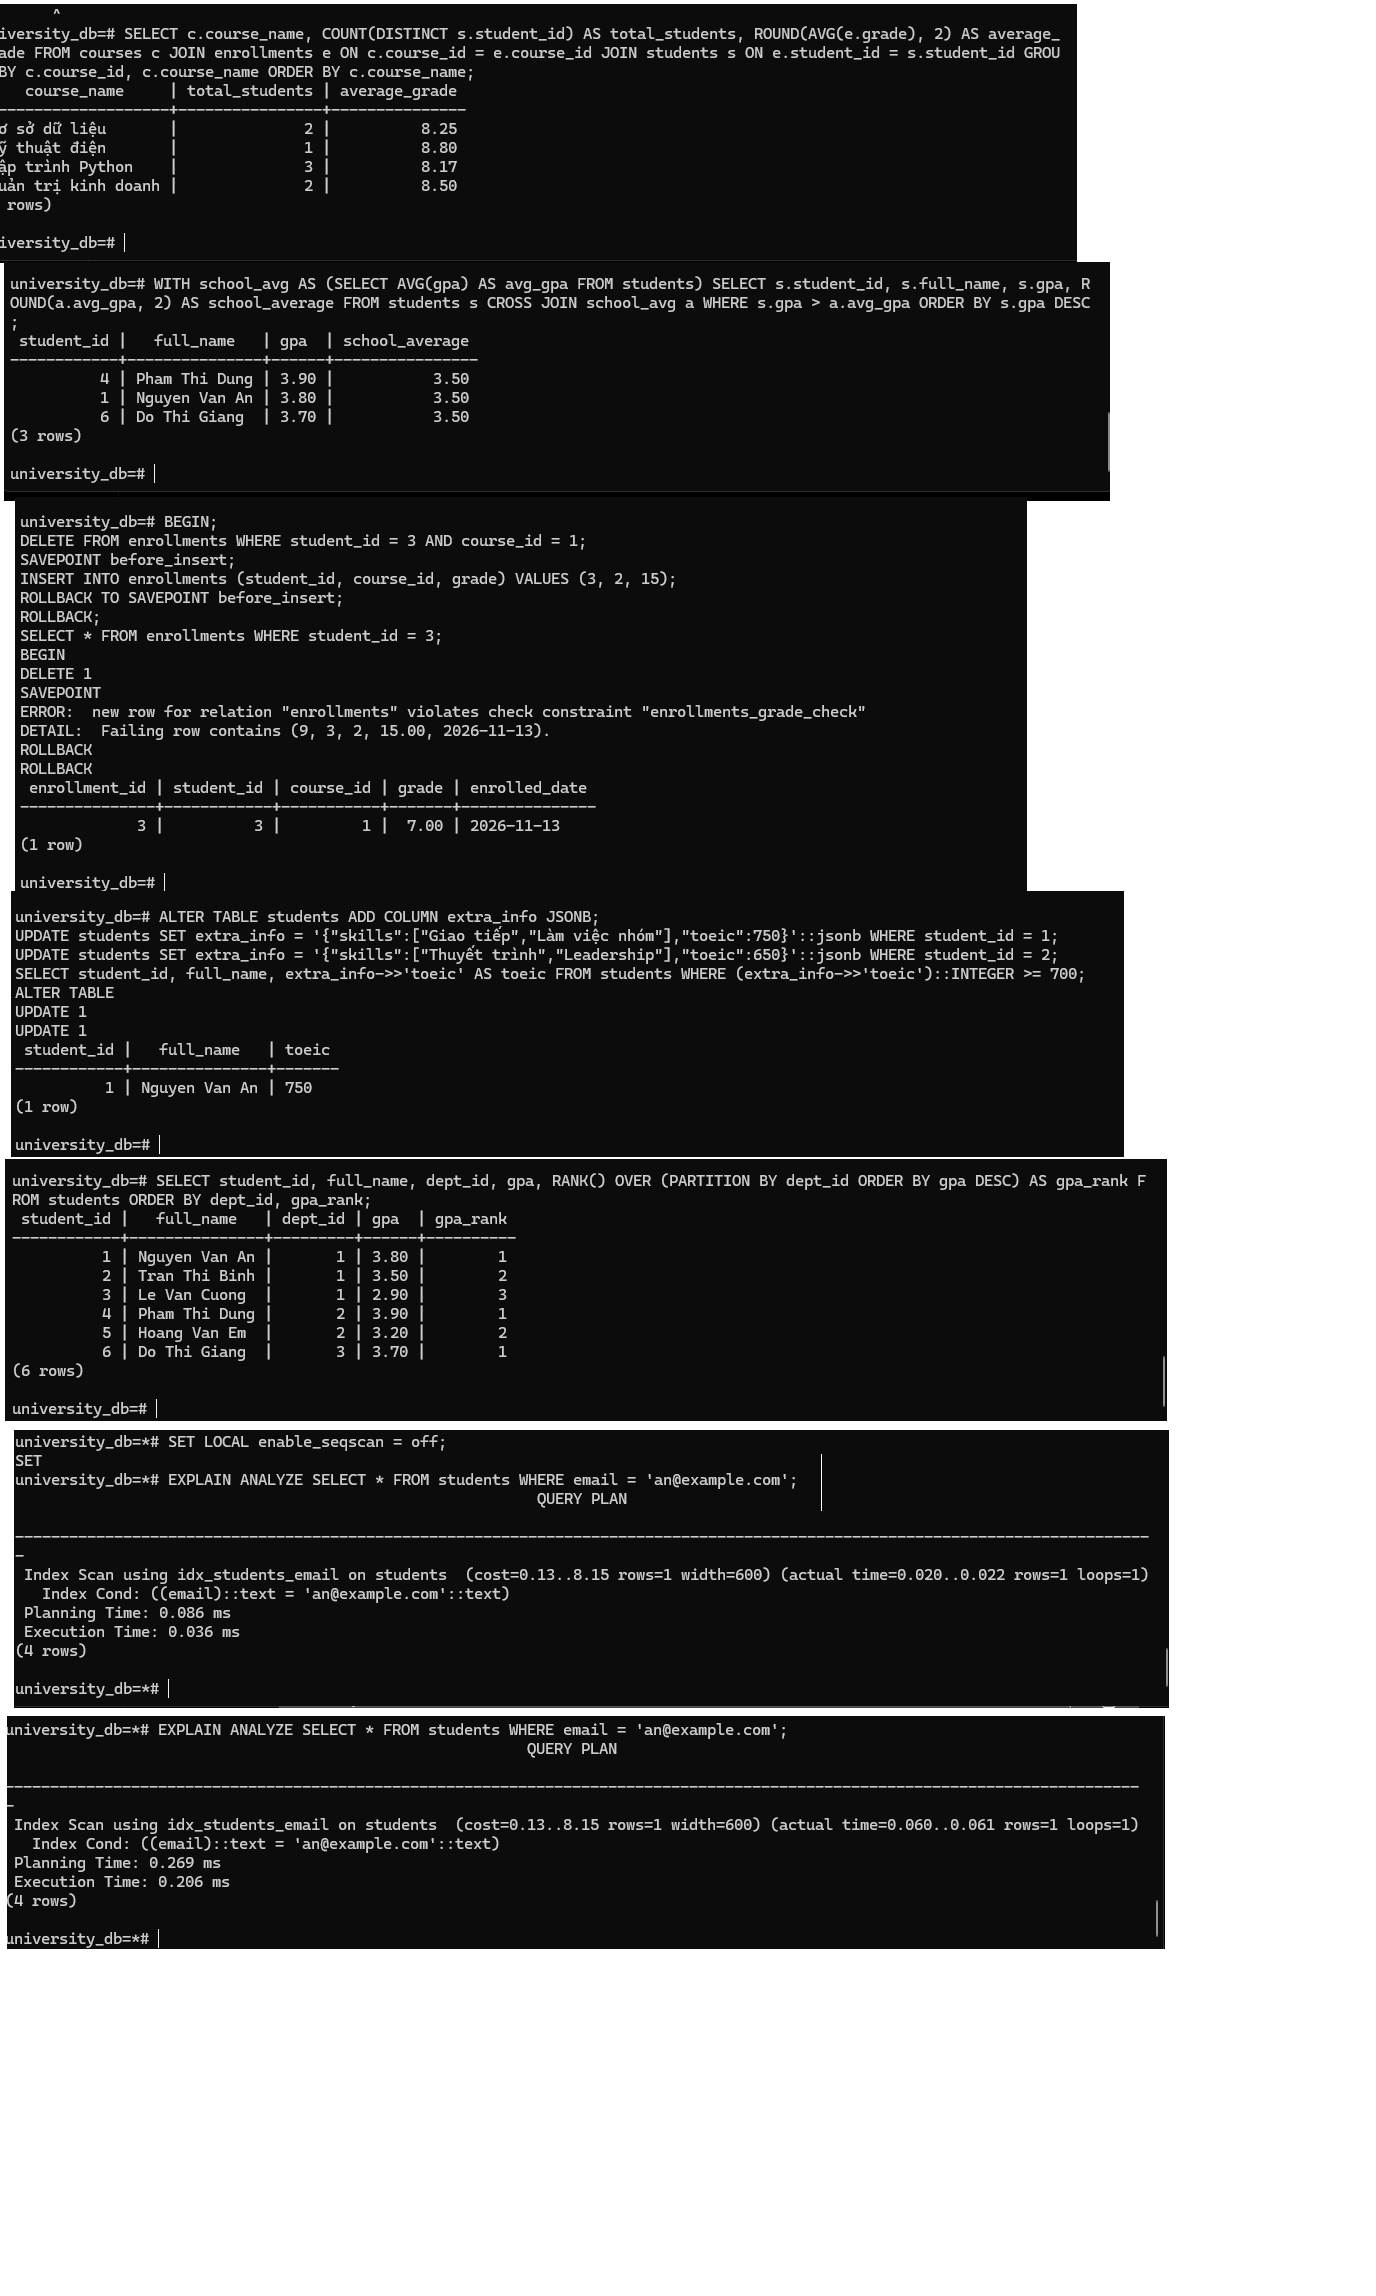 ^
iversity_db=# SELECT c.course_name, COUNT(DISTINCT s.student_id) AS total_students, ROUND(AVG(e.grade), 2) AS average_
ade FROM courses c JOIN enrollments e ON c.course_id = e.course_id JOIN students s ON e.student_id = s.student_id GROU
BY c.course_id, c.course_name ORDER BY c.course_name;
course_name | total_students | average_grade
--------------------+----------------+---------------
ơ sở dữ liệu | 2 | 8.25
ỹ thuật điện | 1 | 8.80
ập trình Python | 3 | 8.17
uản trị kinh doanh | 2 | 8.50
rows)
iversity_db=#
university_db=# WITH school_avg AS (SELECT AVG(gpa) AS avg_gpa FROM students) SELECT s.student_id, s.full_name, s.gpa, R
OUND(a.avg_gpa, 2) AS school_average FROM students s CROSS JOIN school_avg a WHERE s.gpa > a.avg_gpa ORDER BY s.gpa DESC
;
student_id | full_name | gpa | school_average
------------+---------------+------+----------------
4 | Pham Thi Dung | 3.90 | 3.50
1 | Nguyen Van An | 3.80 | 3.50
6 | Do Thi Giang | 3.70 | 3.50
(3 rows)
university_db=#
university_db=# BEGIN;
DELETE FROM enrollments WHERE student_id = 3 AND course_id = 1;
SAVEPOINT before_insert;
INSERT INTO enrollments (student_id, course_id, grade) VALUES (3, 2, 15);
ROLLBACK TO SAVEPOINT before_insert;
ROLLBACK;
SELECT * FROM enrollments WHERE student_id = 3;
BEGIN
DELETE 1
SAVEPOINT
ERROR:  new row for relation "enrollments" violates check constraint "enrollments_grade_check"
DETAIL:  Failing row contains (9, 3, 2, 15.00, 2026-11-13).
ROLLBACK
ROLLBACK
enrollment_id | student_id | course_id | grade | enrolled_date
---------------+------------+-----------+-------+---------------
3 | 3 | 1 | 7.00 | 2026-11-13
(1 row)
university_db=#
university_db=# ALTER TABLE students ADD COLUMN extra_info JSONB;
UPDATE students SET extra_info = '{"skills":["Giao tiếp","Làm việc nhóm"],"toeic":750}'::jsonb WHERE student_id = 1;
UPDATE students SET extra_info = '{"skills":["Thuyết trình","Leadership"],"toeic":650}'::jsonb WHERE student_id = 2;
SELECT student_id, full_name, extra_info->>'toeic' AS toeic FROM students WHERE (extra_info->>'toeic')::INTEGER >= 700;
ALTER TABLE
UPDATE 1
UPDATE 1
student_id | full_name | toeic
------------+---------------+-------
1 | Nguyen Van An | 750
(1 row)
university_db=#
university_db=# SELECT student_id, full_name, dept_id, gpa, RANK() OVER (PARTITION BY dept_id ORDER BY gpa DESC) AS gpa_rank F
ROM students ORDER BY dept_id, gpa_rank;
student_id | full_name | dept_id | gpa | gpa_rank
------------+---------------+---------+------+----------
1 | Nguyen Van An | 1 | 3.80 | 1
2 | Tran Thi Binh | 1 | 3.50 | 2
3 | Le Van Cuong | 1 | 2.90 | 3
4 | Pham Thi Dung | 2 | 3.90 | 1
5 | Hoang Van Em | 2 | 3.20 | 2
6 | Do Thi Giang | 3 | 3.70 | 1
(6 rows)
university_db=#
university_db=*# SET LOCAL enable_seqscan = off;
SET
university_db=*# EXPLAIN ANALYZE SELECT * FROM students WHERE email = 'an@example.com';
QUERY PLAN
------------------------------------------------------------------------------------------------------------------------------
-
Index Scan using idx_students_email on students  (cost=0.13..8.15 rows=1 width=600) (actual time=0.020..0.022 rows=1 loops=1)
Index Cond: ((email)::text = 'an@example.com'::text)
Planning Time: 0.086 ms
Execution Time: 0.036 ms
(4 rows)
university_db=*#
university_db=*# EXPLAIN ANALYZE SELECT * FROM students WHERE email = 'an@example.com';
QUERY PLAN
------------------------------------------------------------------------------------------------------------------------------
-
Index Scan using idx_students_email on students  (cost=0.13..8.15 rows=1 width=600) (actual time=0.060..0.061 rows=1 loops=1)
Index Cond: ((email)::text = 'an@example.com'::text)
Planning Time: 0.269 ms
Execution Time: 0.206 ms
(4 rows)
university_db=*#